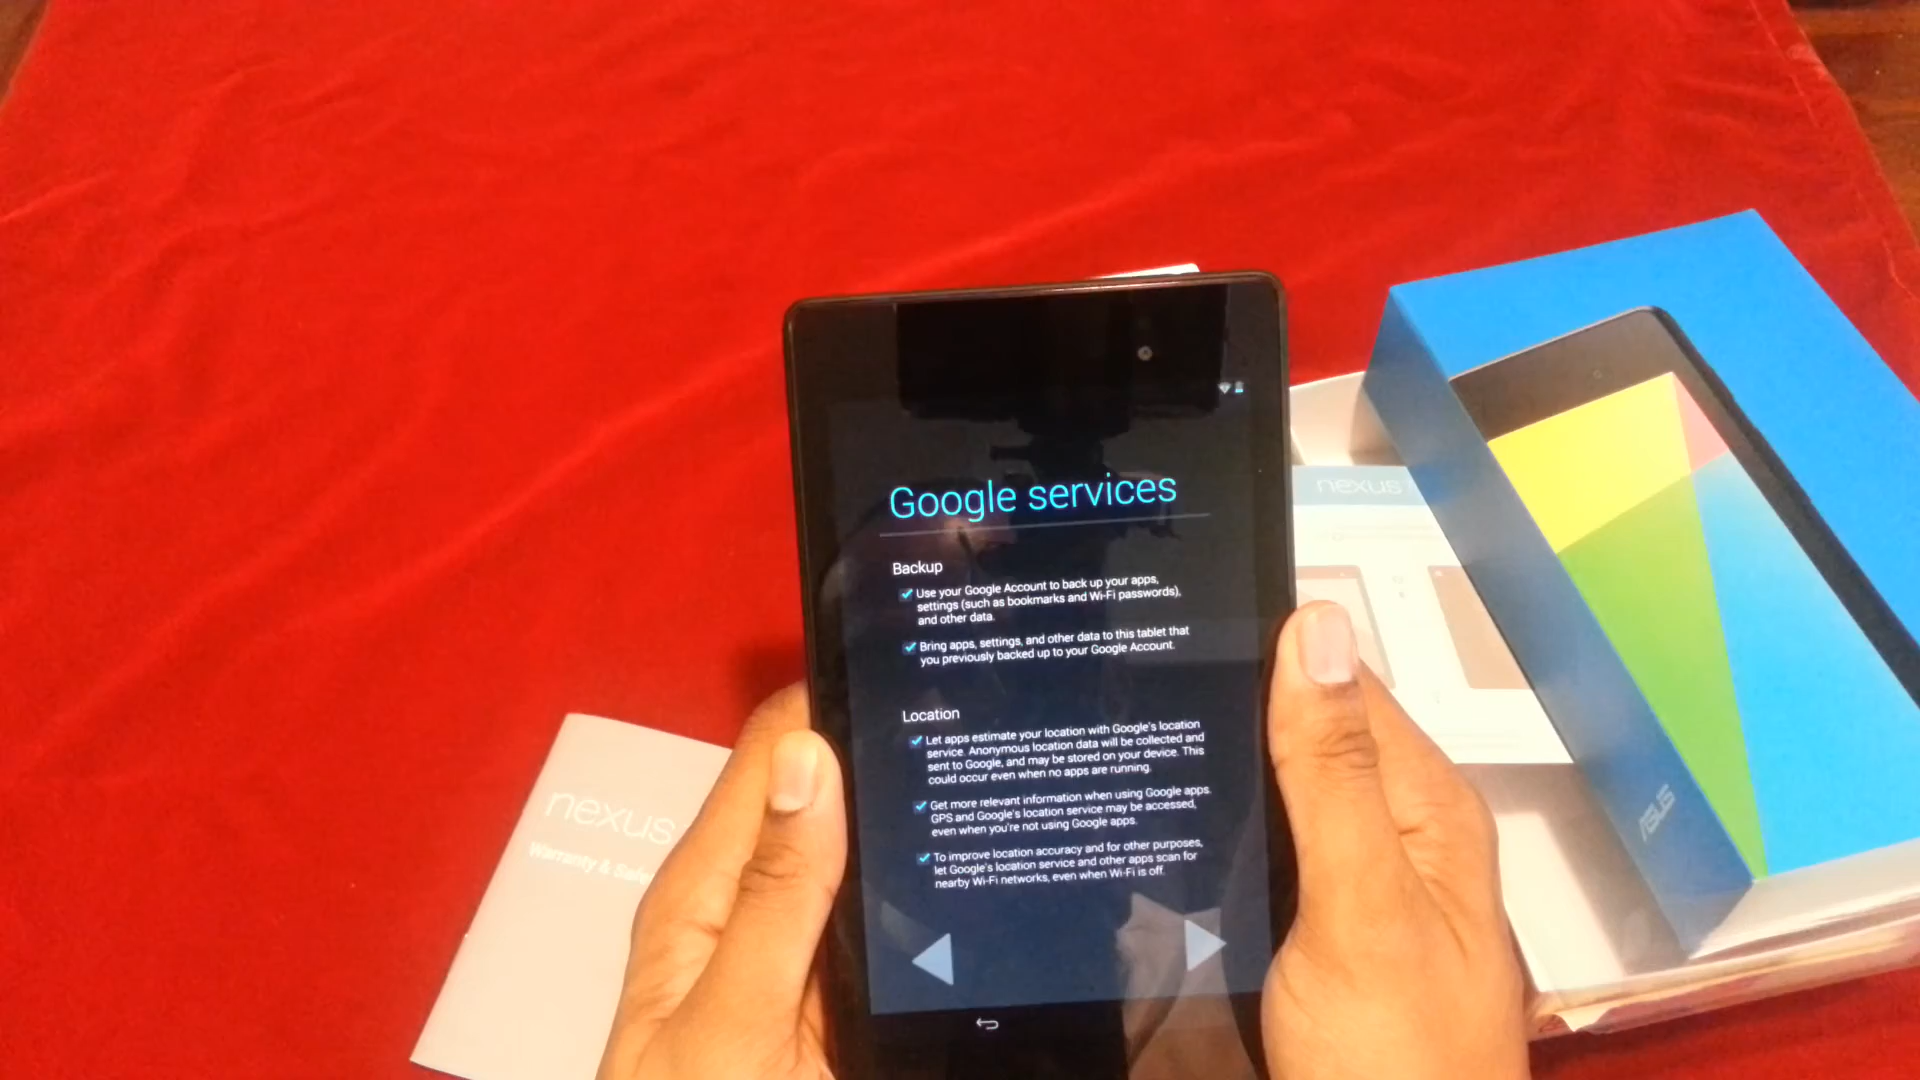 Google services
Backup
Use your Google Account to back up your apps,
settings (such as bookmarks and Wi-Fi passwords),
and other data.
Bring apps, settings, and other data to this tablet that
you previously backed up to your Google Account.
Location
Let apps estimate your location with Google's location
service. Anonymous location data will be collected and
sent to Google, and may be stored on your device. This
could occur even when no apps are running.
Get more relevant information when using Google apps.
GPS and Google's location service may be accessed,
even when you're not using Google apps.
To improve location accuracy and for other purposes,
let Google's location service and other apps scan for
nearby Wi-Fi networks, even when Wi-Fi is off.
nexus
Warranty &
nexus
ASUS